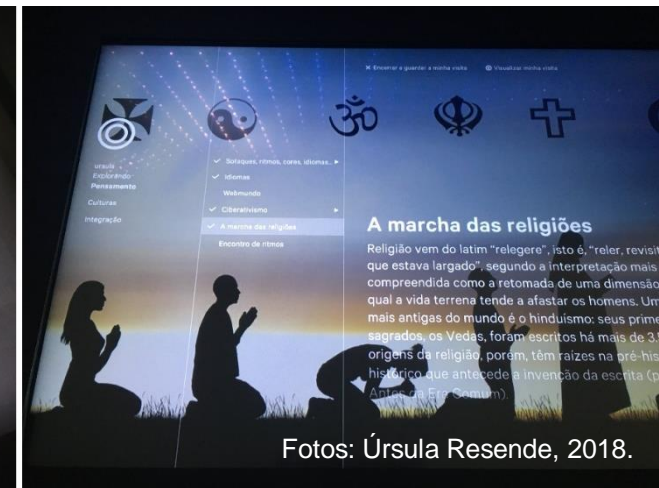 ✕ Encerrar e guardar a minha visita
Visualizar minha visita
ursula
Explorando
Pensamento
Culturas
Integração
Sotaques, ritmos, cores, idiomas..
Idiomas
Webmundo
Ciberativismo
A marcha das religiões
Encontro de ritmos
A marcha das religiões
Religião vem do latim “relegere”, isto é, “reler, revisit
que estava largado”, segundo a interpretação mais
compreendida como a retomada de uma dimensão
qual a vida terrena tende a afastar os homens. Um
mais antigas do mundo é o hinduísmo: seus prime
sagrados, os Vedas, foram escritos há mais de 3.
origens da religião, porém, têm raízes na pré-his
histórico que antecede a invenção da escrita (p
Antes da Era Comum).
Fotos: Úrsula Resende, 2018.